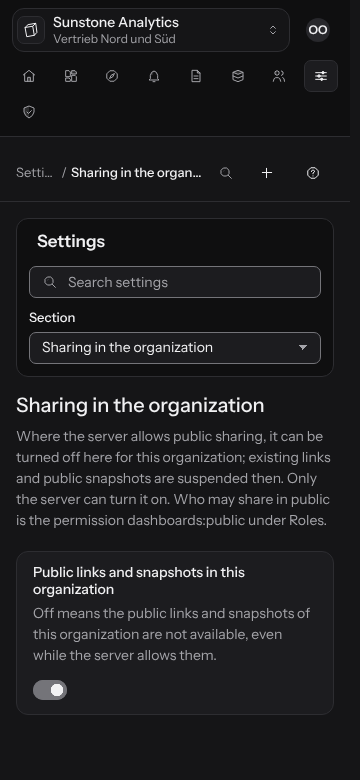 Sunstone Analytics
Vertrieb Nord und Süd
OO
Setti... / Sharing in the organ...
Settings
Search settings
Section
Sharing in the organization
Sharing in the organization
Where the server allows public sharing, it can be
turned off here for this organization; existing links
and public snapshots are suspended then. Only
the server can turn it on. Who may share in public
is the permission dashboards:public under Roles.
Public links and snapshots in this
organization
Off means the public links and snapshots of
this organization are not available, even
while the server allows them.